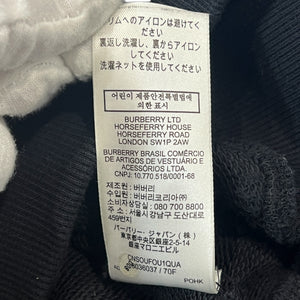 リムへのアイロンは避けてく
ださい
裏返し洗濯し、裏からアイロンし
てください
洗濯ネットを使用してください
어린이 제품안전특별법에
의한 표시
BURBERRY LTD
HORSEFERRY HOUSE
HORSEFERRY ROAD
LONDON SW1P 2AW
BURBERRY BRASIL COMÉRCIO
DE ARTIGOS DE VESTUÁRIO E
ACESSÓRIOS LTDA.
CNPJ: 10.770.518/0001-68
제조원: 버버리
수입원: 버버리코리아
소비자상담실: 080 700 8800
주소: 서울시 강남구 도산대로
459번지
バーバリー・ジャパン(株)
東京都中央区銀座2-5-14
銀座マロニエビル
CNSOUFOU1QUA
8036037 / 70F
POHK